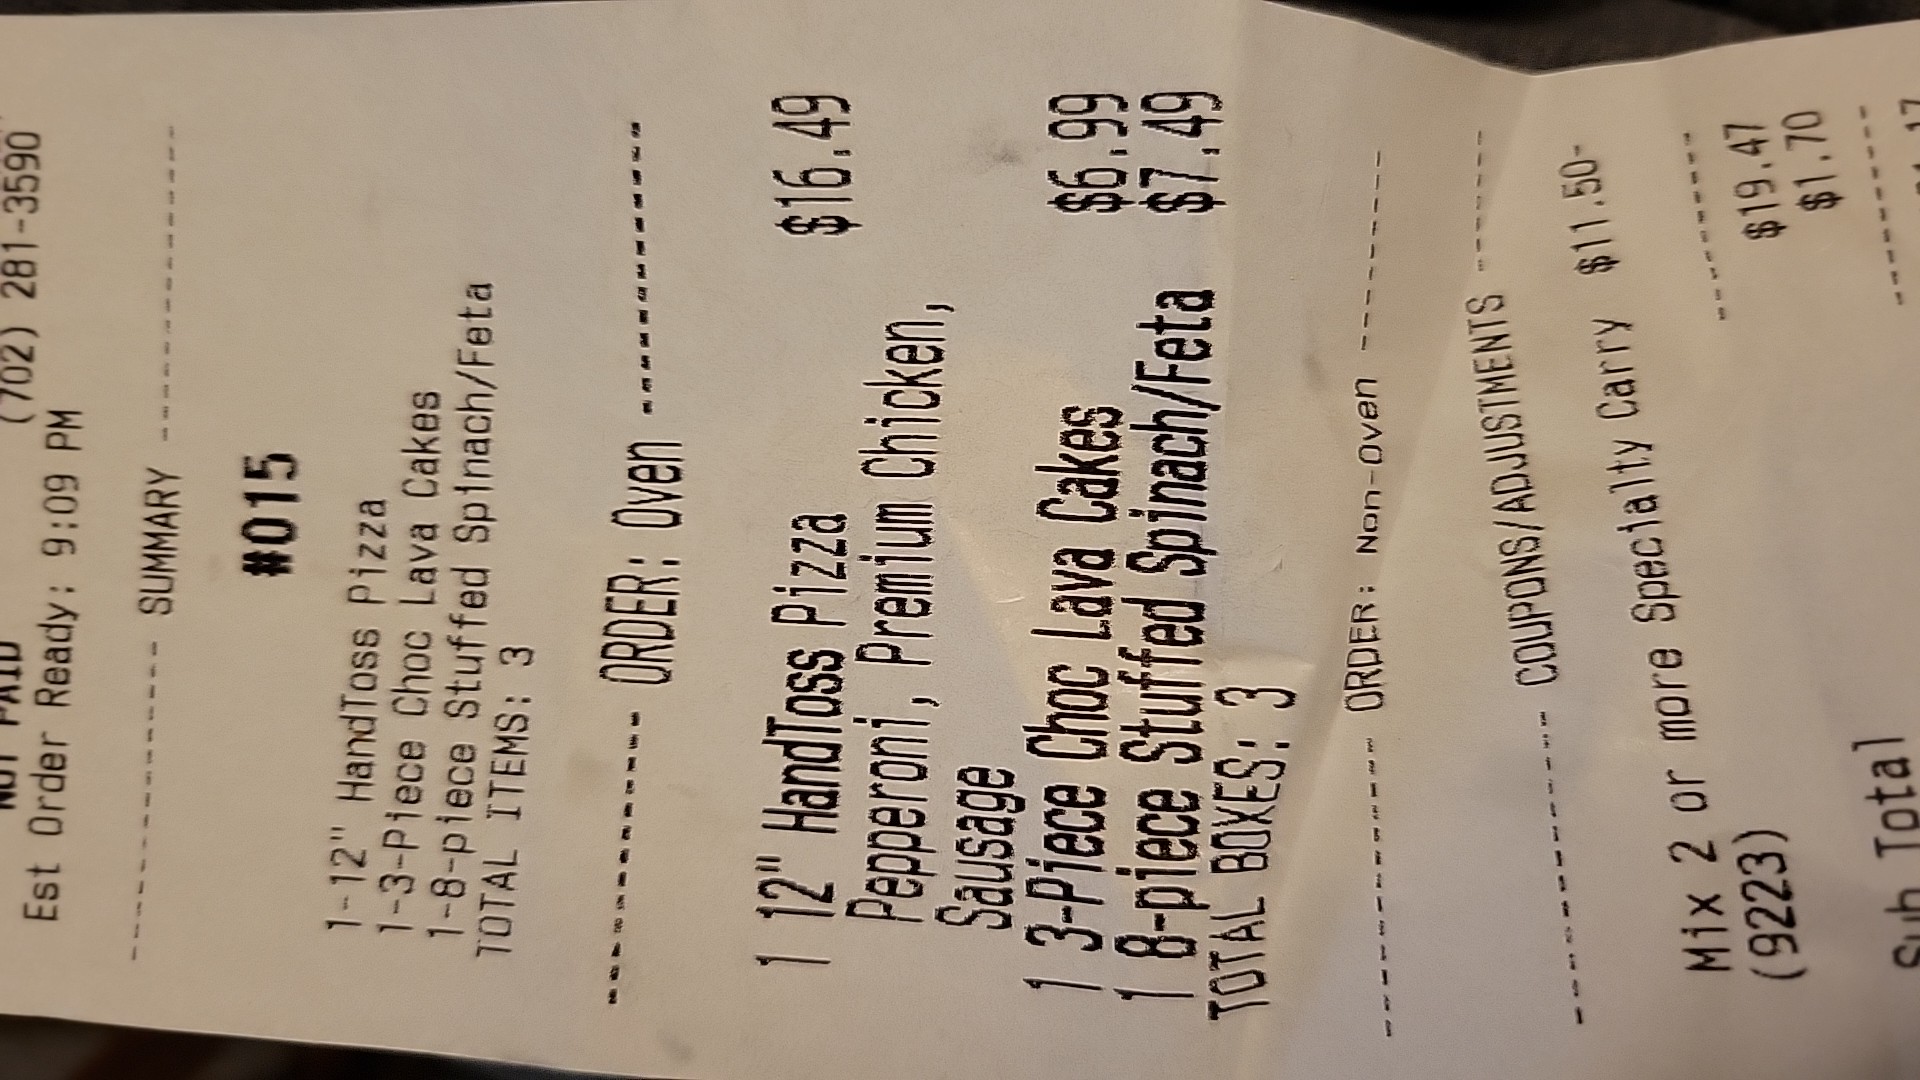 (702) 281-3590
NOT PAID
Est Order Ready: 9:09 PM
---------- SUMMARY ----------
#015
1-12" HandToss Pizza
1-3-Piece Choc Lava Cakes
1-8-piece Stuffed Spinach/Feta
TOTAL ITEMS: 3
---------- ORDER: Oven ----------
1 12" HandToss Pizza $16.49
Pepperoni, Premium Chicken,
Sausage
1 3-Piece Choc Lava Cakes $6.99
1 8-piece Stuffed Spinach/Feta $7.49
TOTAL BOXES: 3
---------- ORDER: Non-Oven ----------
---------- COUPONS/ADJUSTMENTS ----------
Mix 2 or more Specialty Carry $11.50-
(9223)
----------
Sub Total $19.47
$1.70
----------